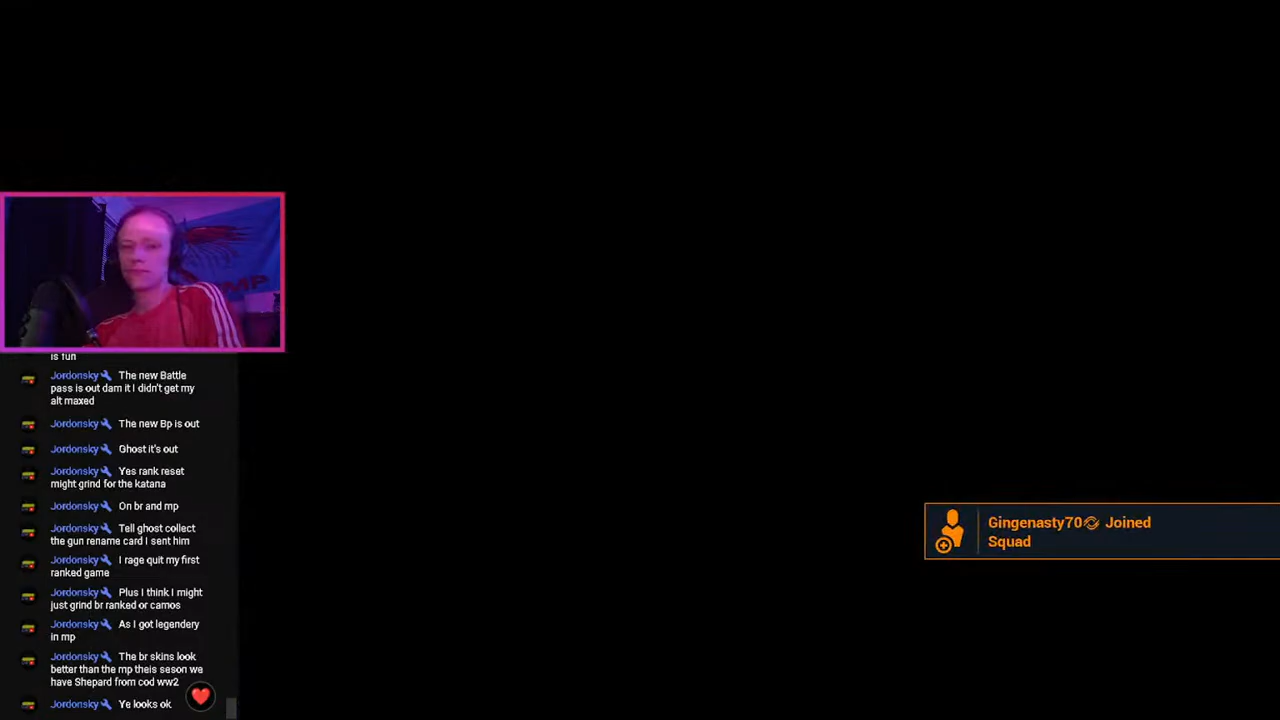 MP
is fun
Jordonsky The new Battle
pass is out dam it I didn't get my
alt maxed
Jordonsky The new Bp is out
Jordonsky Ghost it's out
Jordonsky Yes rank reset
might grind for the katana
Jordonsky On br and mp
Jordonsky Tell ghost collect
the gun rename card I sent him
Jordonsky I rage quit my first
ranked game
Jordonsky Plus I think I might
just grind br ranked or camos
Jordonsky As I got legendery
in mp
Jordonsky The br skins look
better than the mp theis seson we
have Shepard from cod ww2
Jordonsky Ye looks ok
Gingenasty70 Joined
Squad